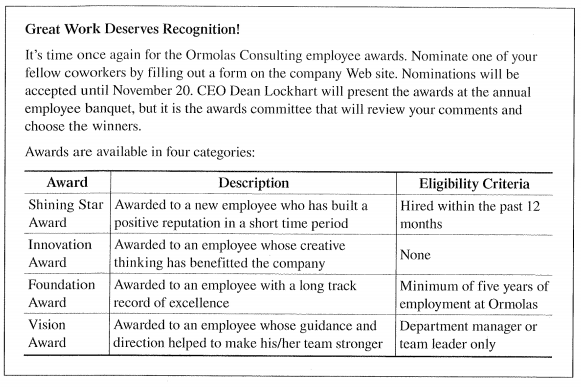 Great Work Deserves Recognition!
It's time once again for the Ormolas Consulting employee awards. Nominate one of your
fellow coworkers by filling out a form on the company Web site. Nominations will be
accepted until November 20. CEO Dean Lockhart will present the awards at the annual
employee banquet, but it is the awards committee that will review your comments and
choose the winners.
Awards are available in four categories:
Award Description Eligibility Criteria
Shining Star Awarded to a new employee who has built a Hired within the past 12
Award positive reputation in a short time period months
Innovation Awarded to an employee whose creative
Award thinking has benefitted the company None
Foundation Awarded to an employee with a long track Minimum of five years of
Award record of excellence employment at Ormolas
Vision Awarded to an employee whose guidance and Department manager or
Award direction helped to make his/her team stronger team leader only